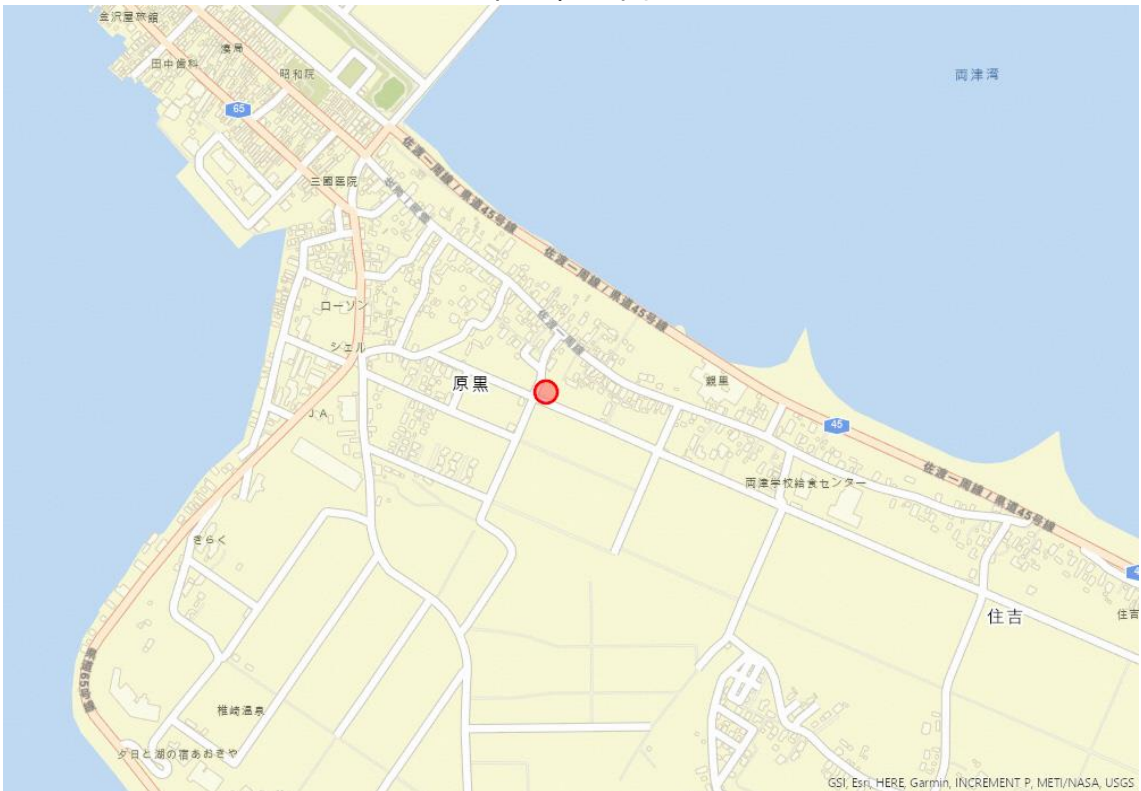 金沢屋旅館
湊局
田中歯科
昭和院
両津湾
65
佐渡一周線/県道45号線
三國医院
佐渡一周線
佐渡一周線/県道45号線
ローソン
シェル
佐渡一周線
原黒
親里
JA
45
佐渡一周線/県道45号線
両津学校給食センター
きらく
住吉
住吉
県道65号線
椎崎温泉
夕日と湖の宿あおきや
GSI, Esri, HERE, Garmin, INCREMENT P, METI/NASA, USGS